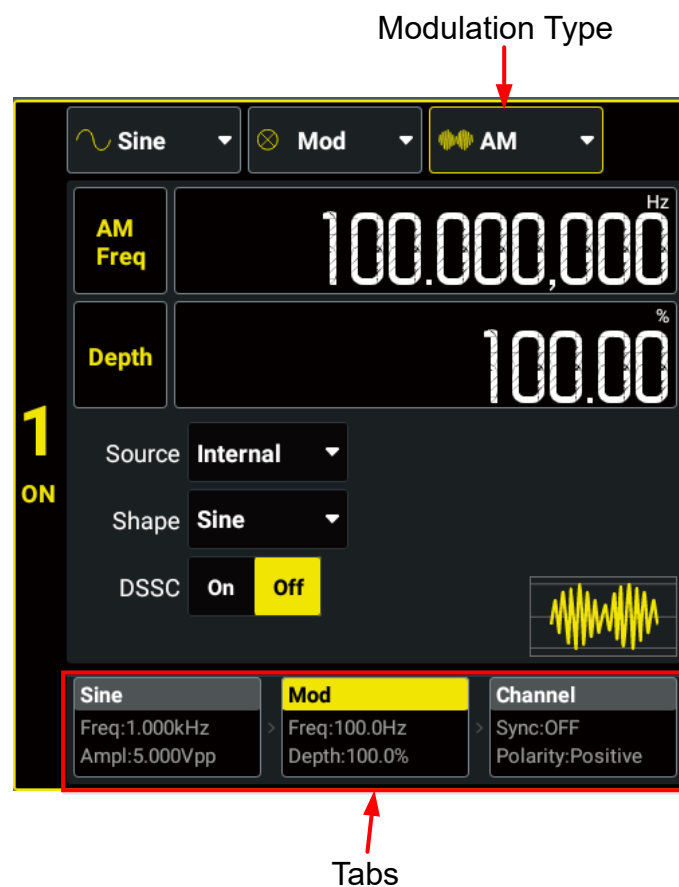 Modulation Type
Sine
Mod
AM
AM
Freq
Hz
100.000,000
Depth
%
100.00
1
ON
Source
Internal
Shape
Sine
DSSC
On
Off
Sine
Freq:1.000kHz
Ampl:5.000Vpp
>
Mod
Freq:100.0Hz
Depth:100.0%
>
Channel
Sync:OFF
Polarity:Positive
Tabs